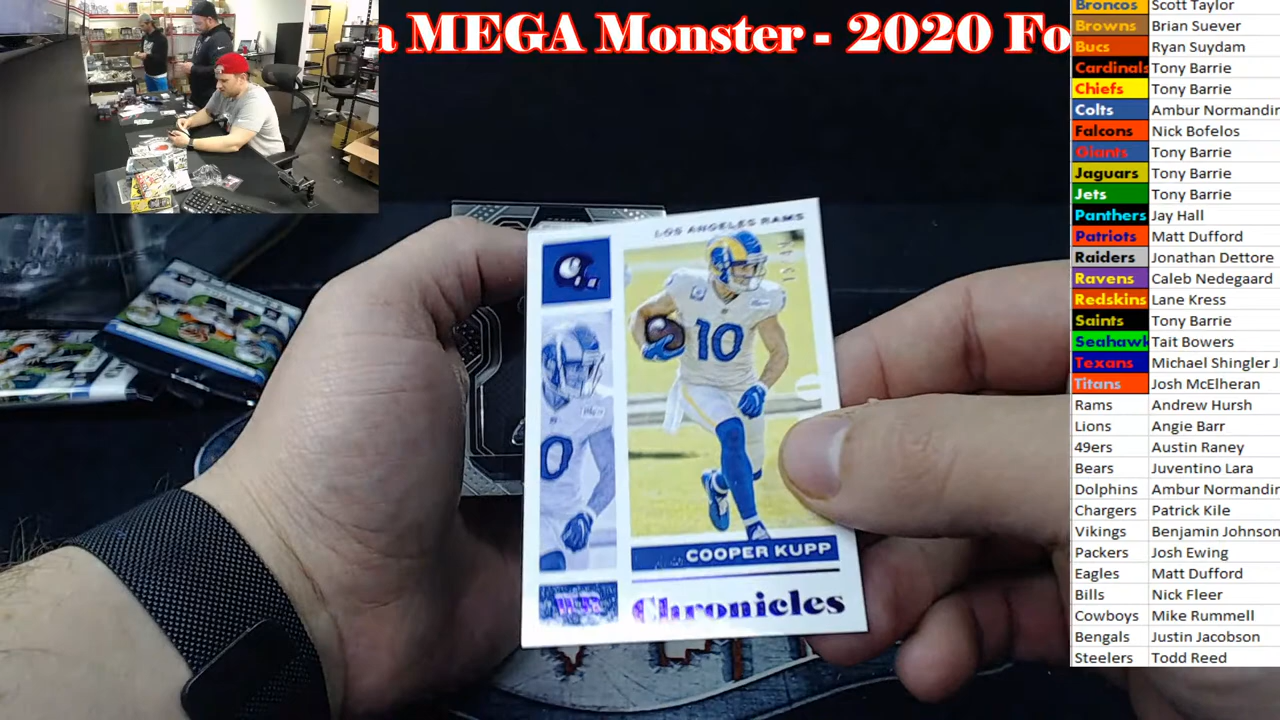 a MEGA Monster - 2020 Fo
Broncos Scott Taylor
Browns Brian Suever
Bucs Ryan Suydam
Cardinals Tony Barrie
Chiefs Tony Barrie
Colts Ambur Normandin
Falcons Nick Bofelos
Giants Tony Barrie
Jaguars Tony Barrie
Jets Tony Barrie
Panthers Jay Hall
Patriots Matt Dufford
Raiders Jonathan Dettore
Ravens Caleb Nedegaard
Redskins Lane Kress
Saints Tony Barrie
Seahawk Tait Bowers
Texans Michael Shingler J
Titans Josh McElheran
Rams Andrew Hursh
Lions Angie Barr
49ers Austin Raney
Bears Juventino Lara
Dolphins Ambur Normandin
Chargers Patrick Kile
Vikings Benjamin Johnson
Packers Josh Ewing
Eagles Matt Dufford
Bills Nick Fleer
Cowboys Mike Rummell
Bengals Justin Jacobson
Steelers Todd Reed
LOS ANGELES RAMS
10
0
COOPER KUPP
WR
Chronicles